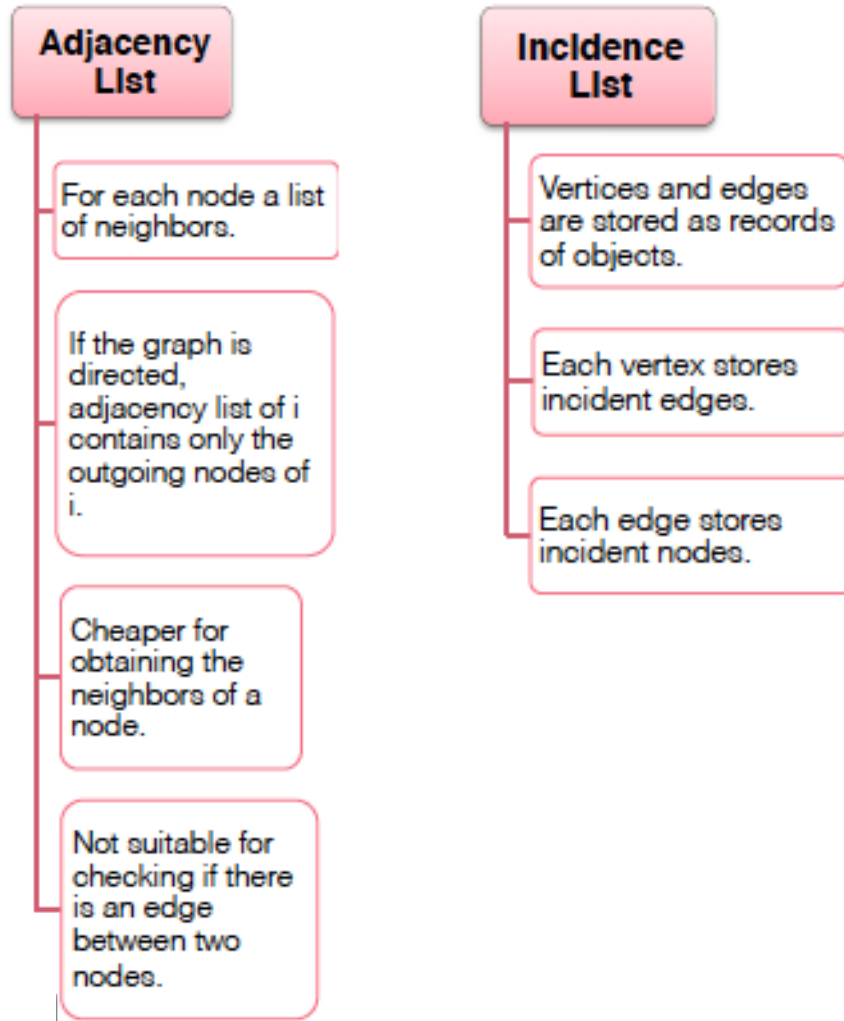 Adjacency
List
For each node a list
of neighbors.
If the graph is
directed,
adjacency list of i
contains only the
outgoing nodes of
i.
Cheaper for
obtaining the
neighbors of a
node.
Not suitable for
checking if there
is an edge
between two
nodes.
Incidence
List
Vertices and edges
are stored as records
of objects.
Each vertex stores
incident edges.
Each edge stores
incident nodes.